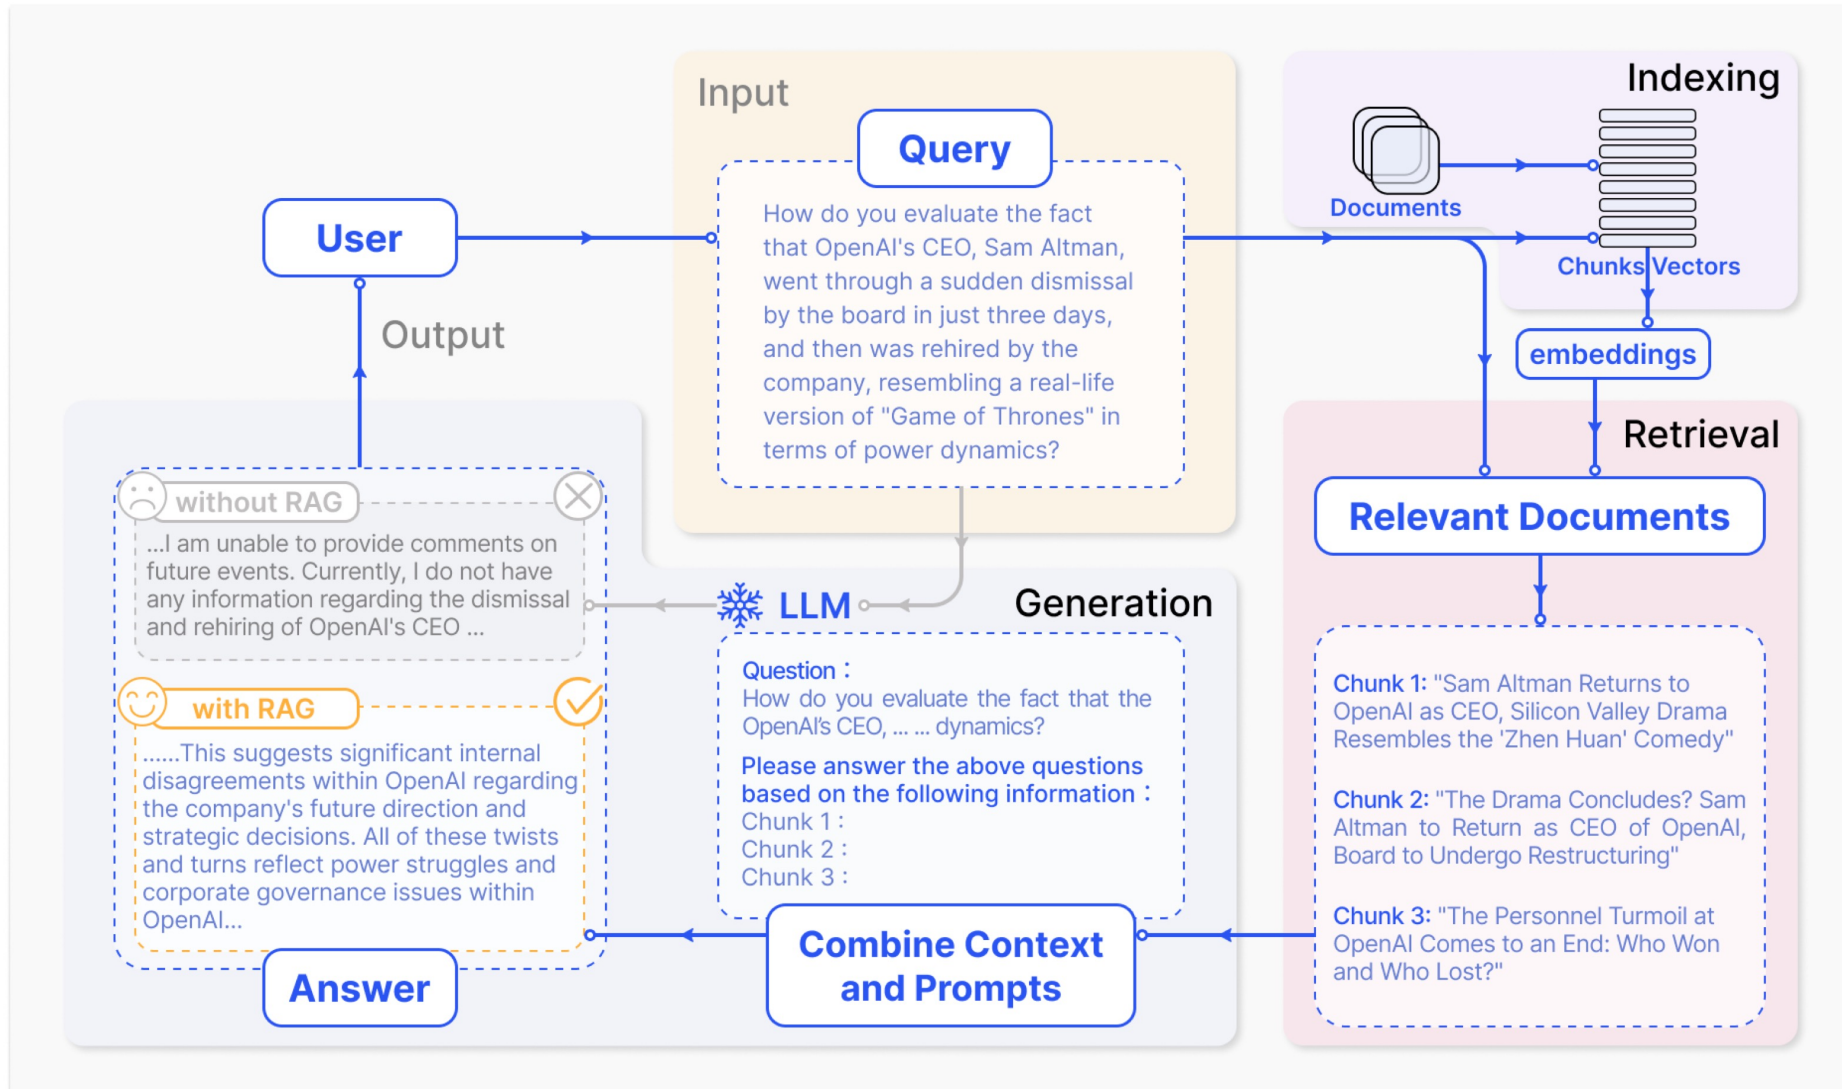 Input
Query
How do you evaluate the fact
that OpenAI's CEO, Sam Altman,
went through a sudden dismissal
by the board in just three days,
and then was rehired by the
company, resembling a real-life
version of "Game of Thrones" in
terms of power dynamics?
Indexing
Documents
Chunks Vectors
embeddings
User
Output
Retrieval
Relevant Documents
Chunk 1: "Sam Altman Returns to
OpenAI as CEO, Silicon Valley Drama
Resembles the 'Zhen Huan' Comedy"
Chunk 2: "The Drama Concludes? Sam
Altman to Return as CEO of OpenAI,
Board to Undergo Restructuring"
Chunk 3: "The Personnel Turmoil at
OpenAI Comes to an End: Who Won
and Who Lost?"
LLM
Generation
Question :
How do you evaluate the fact that the
OpenAI's CEO, ... ... dynamics?
Please answer the above questions
based on the following information :
Chunk 1 :
Chunk 2 :
Chunk 3 :
Combine Context
and Prompts
without RAG
...I am unable to provide comments on
future events. Currently, I do not have
any information regarding the dismissal
and rehiring of OpenAI's CEO ...
with RAG
......This suggests significant internal
disagreements within OpenAI regarding
the company's future direction and
strategic decisions. All of these twists
and turns reflect power struggles and
corporate governance issues within
OpenAI...
Answer